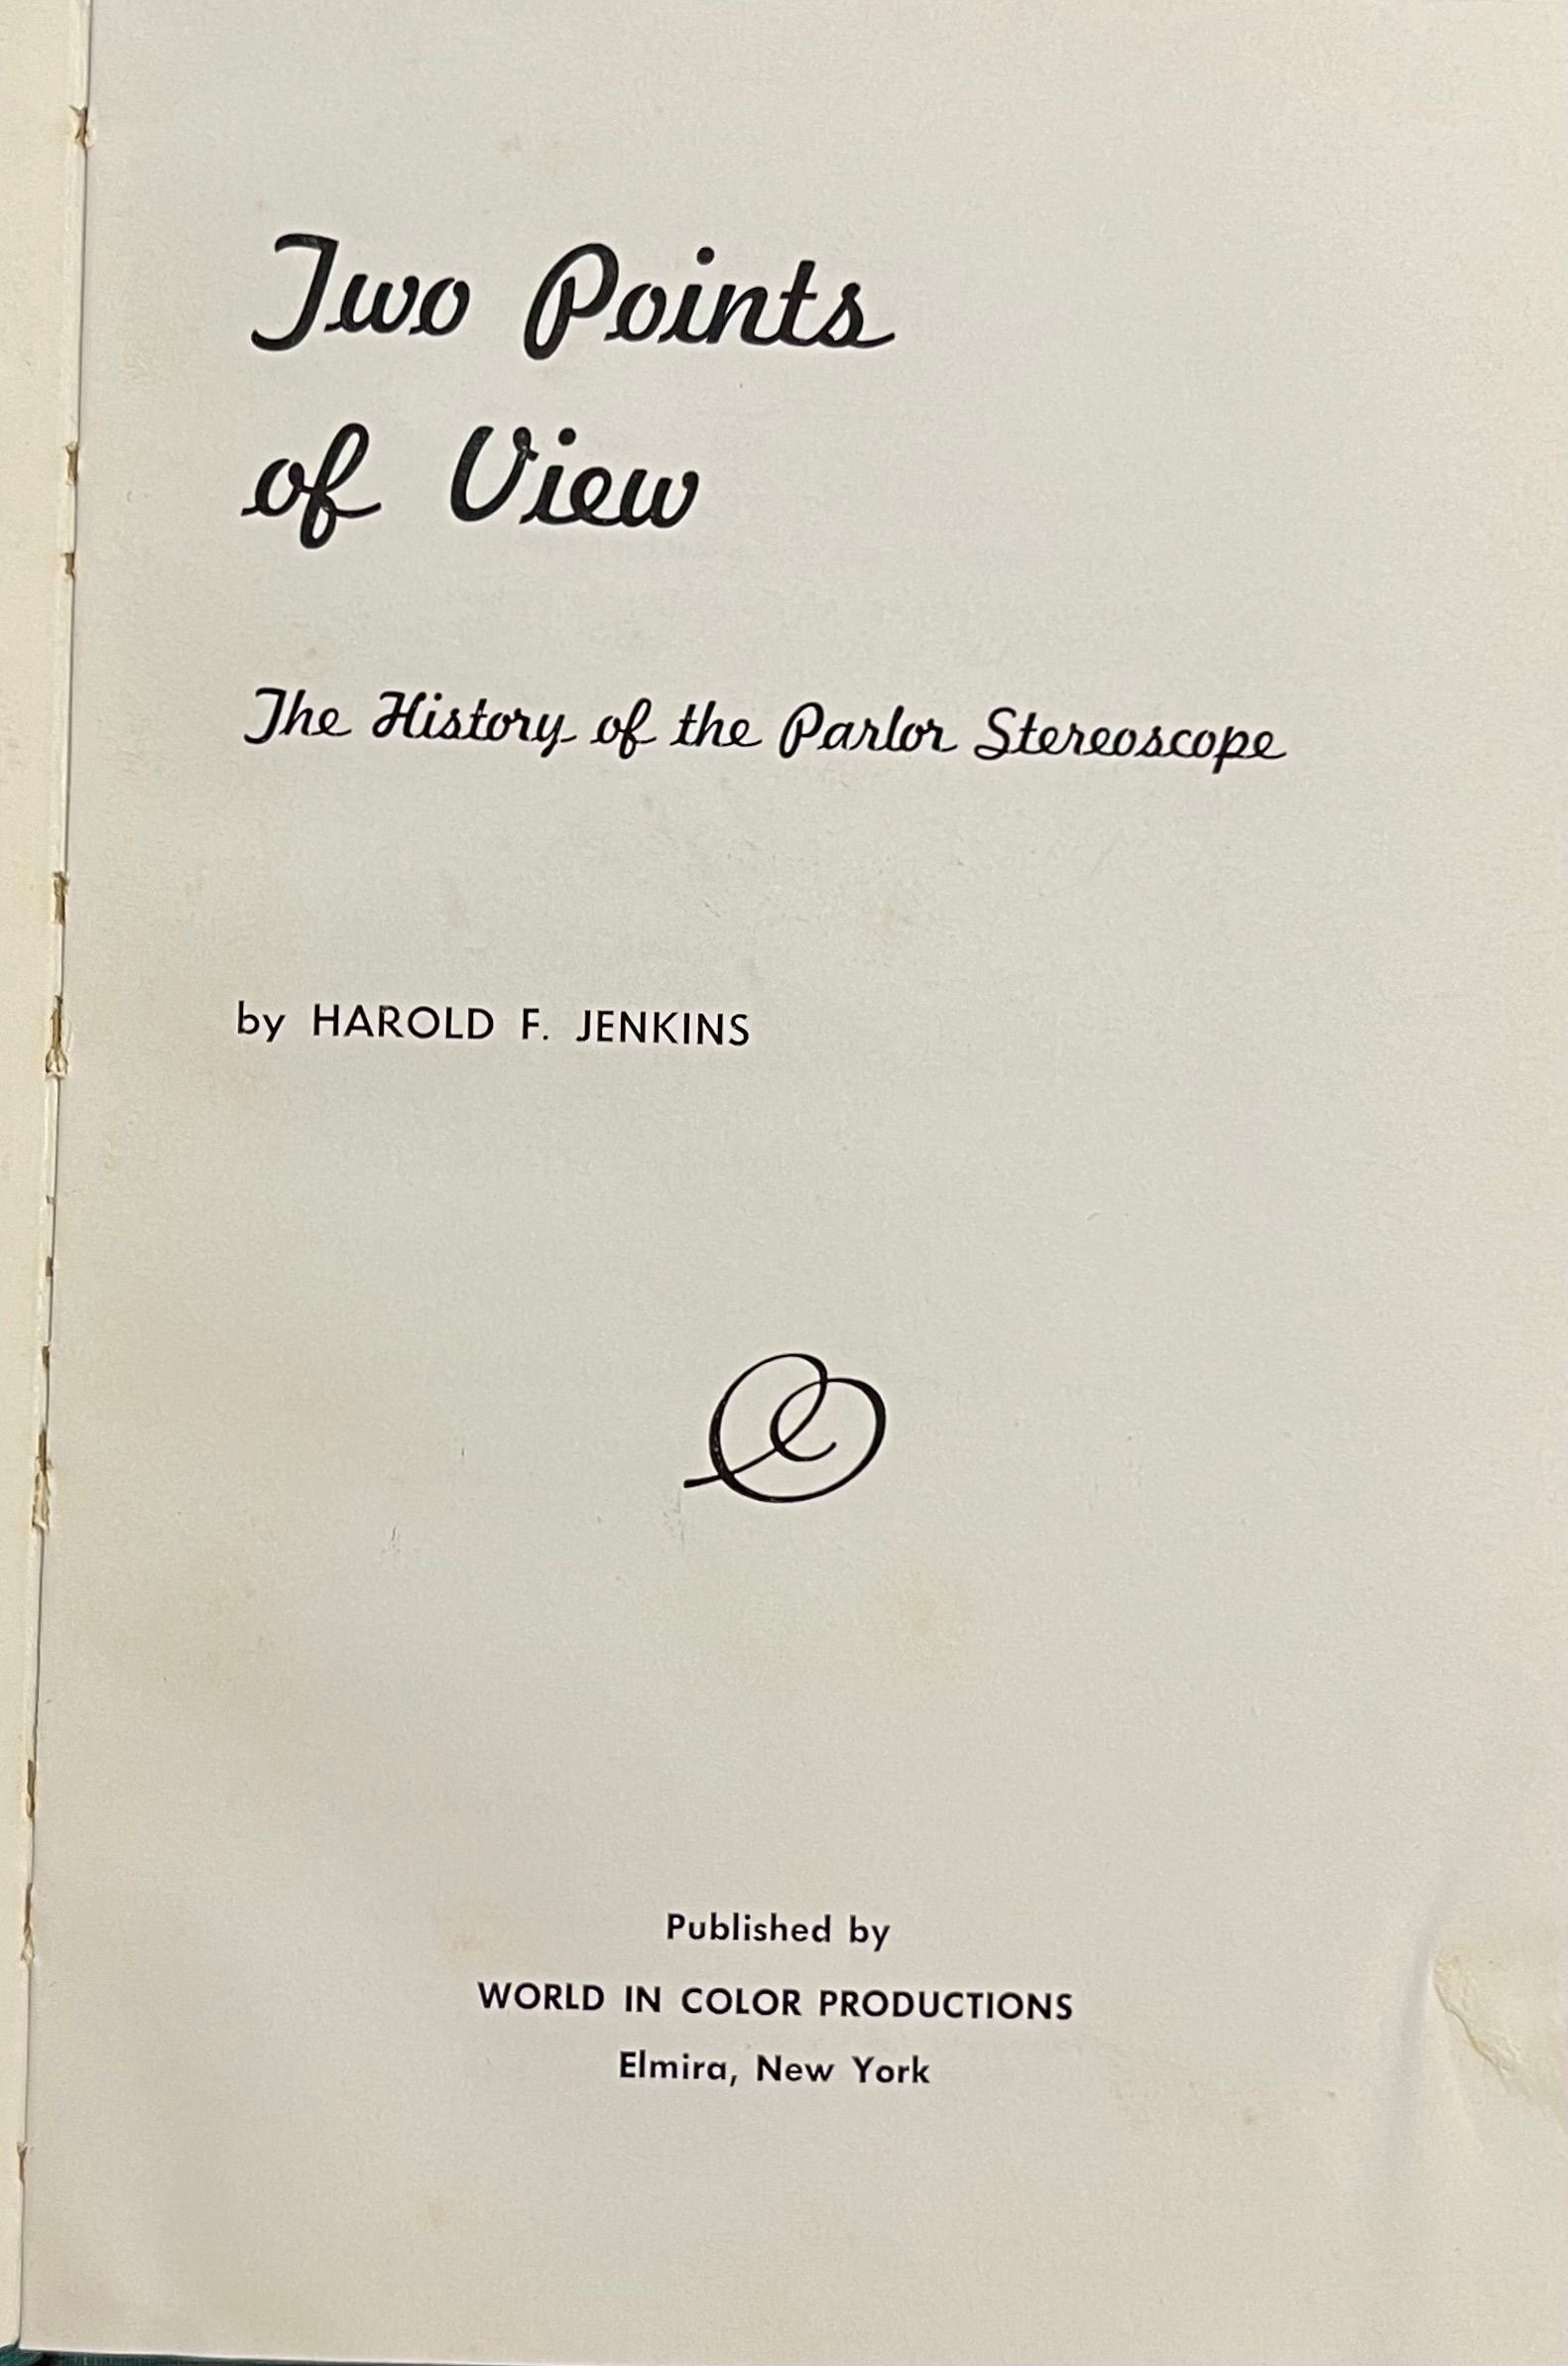 Two Points
of View
The History of the Parlor Stereoscope
by HAROLD F. JENKINS
Published by
WORLD IN COLOR PRODUCTIONS
Elmira, New York